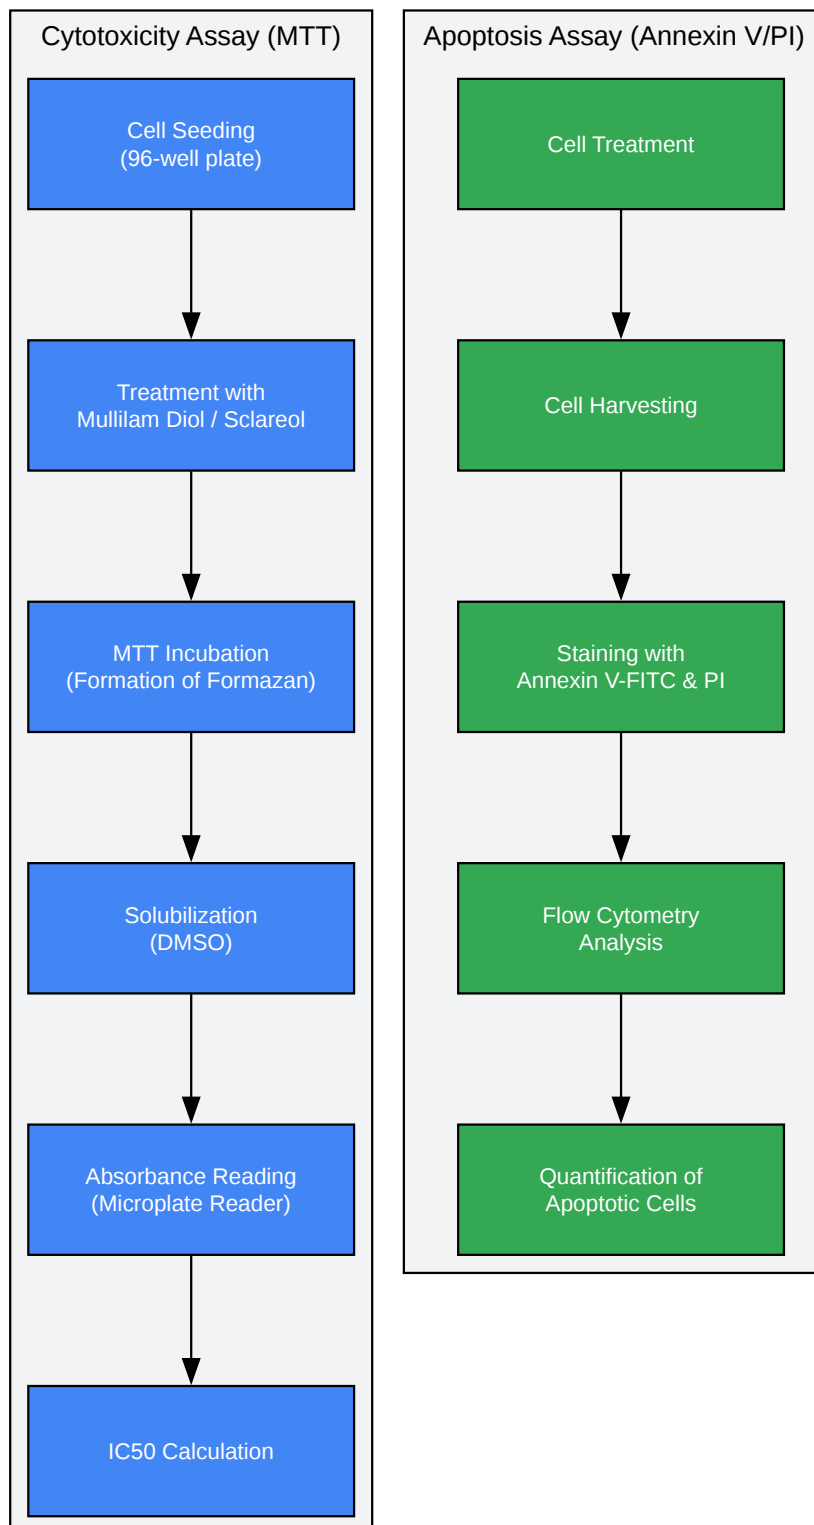 Cytotoxicity Assay (MTT)
Cell Seeding
(96-well plate)
Treatment with
Mullilam Diol / Sclareol
MTT Incubation
(Formation of Formazan)
Solubilization
(DMSO)
Absorbance Reading
(Microplate Reader)
IC50 Calculation
Apoptosis Assay (Annexin V/PI)
Cell Treatment
Cell Harvesting
Staining with
Annexin V-FITC & PI
Flow Cytometry
Analysis
Quantification of
Apoptotic Cells